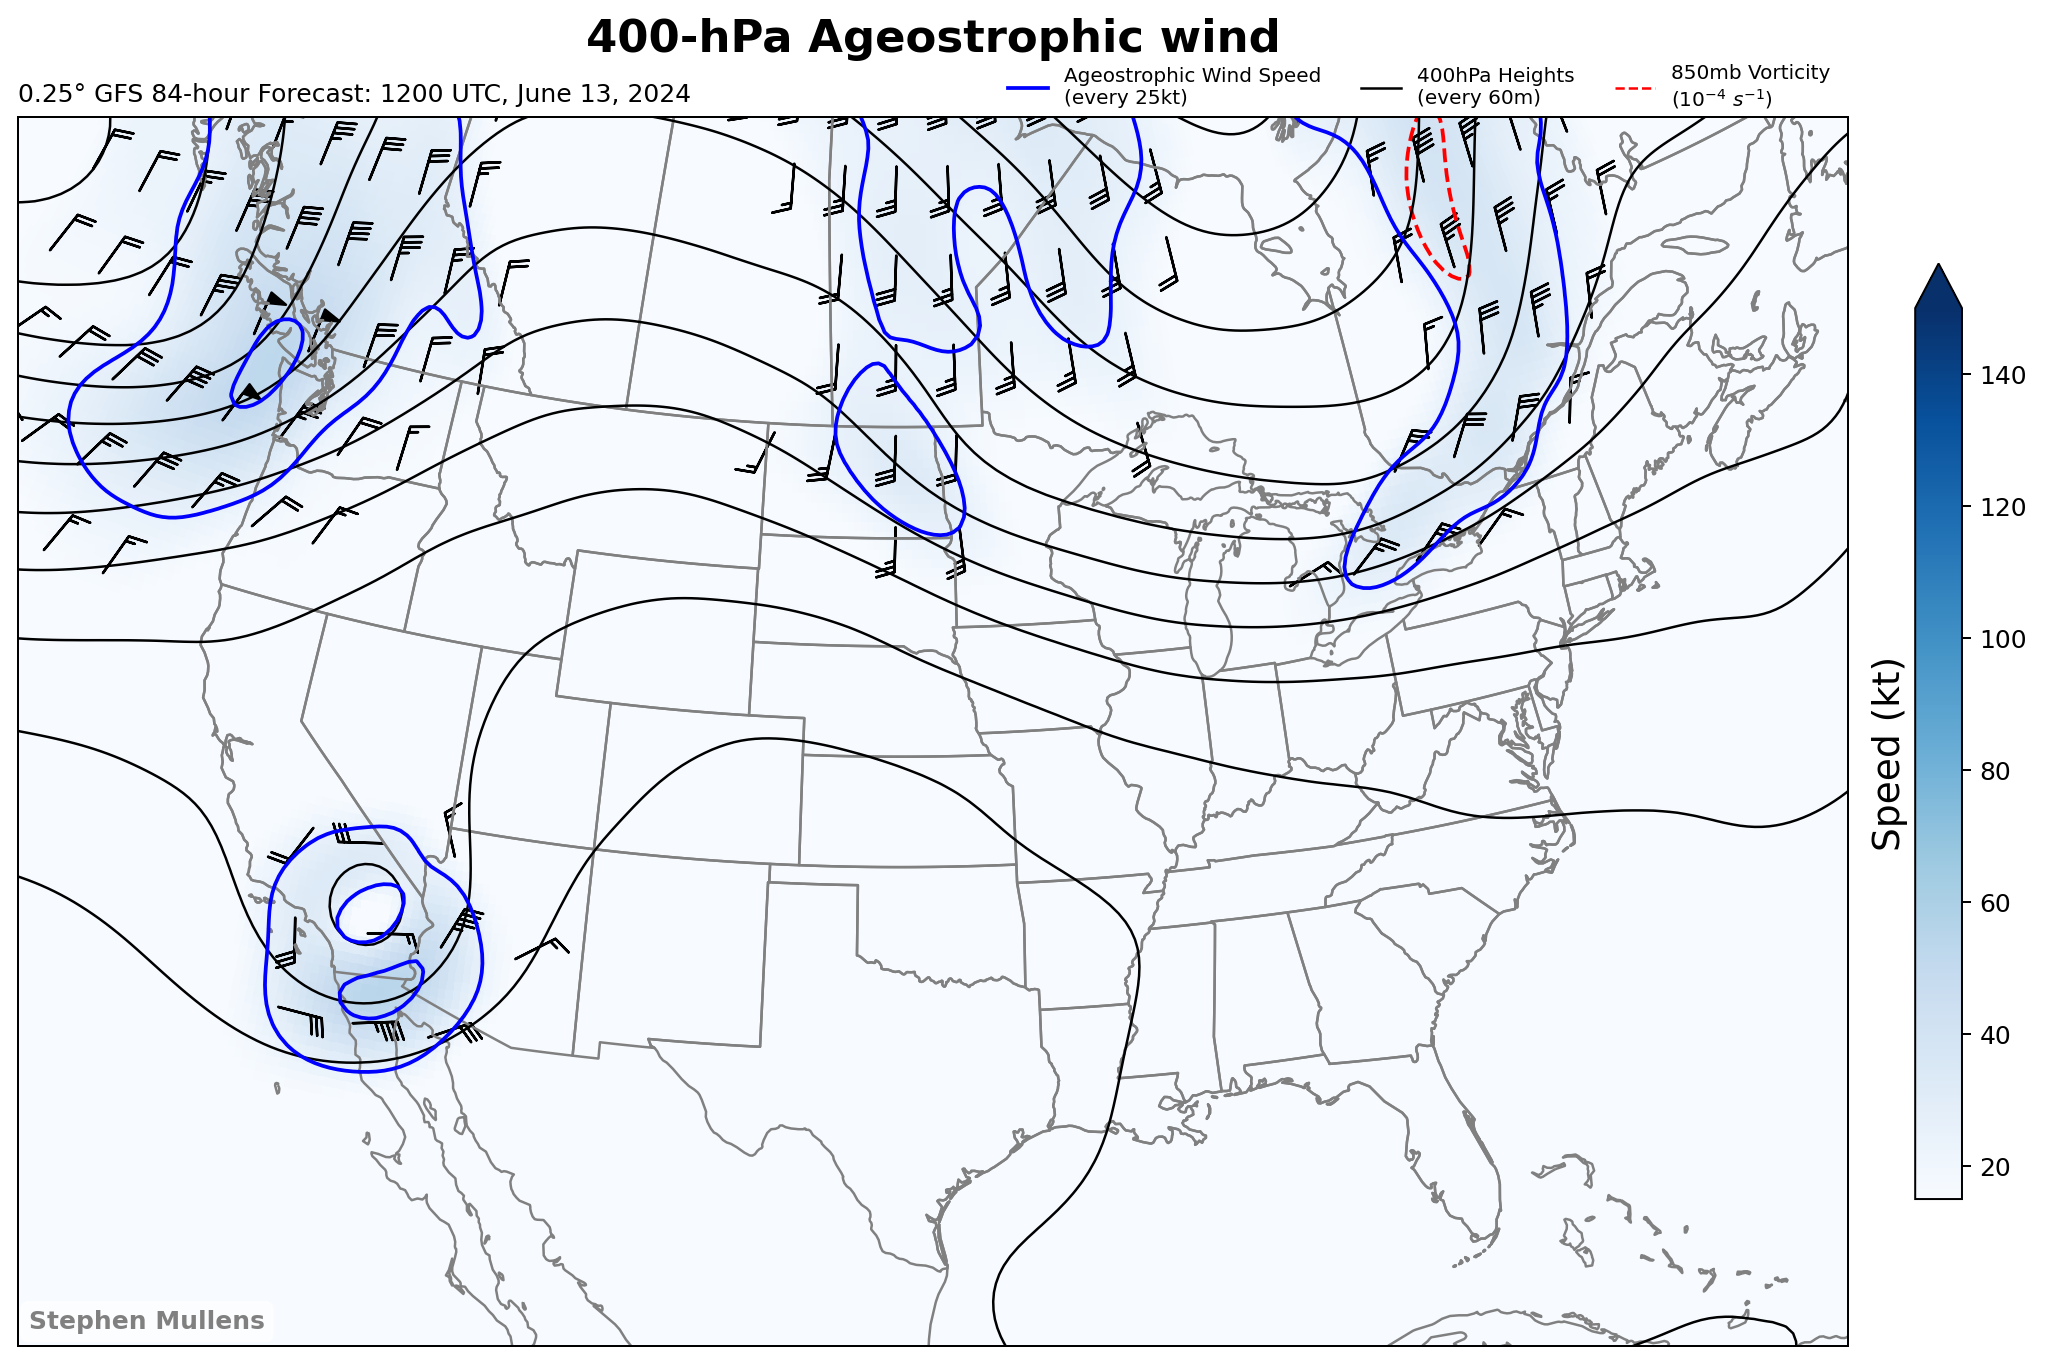 400-hPa Ageostrophic wind
0.25° GFS 84-hour Forecast: 1200 UTC, June 13, 2024
Ageostrophic Wind Speed
(every 25kt)
400hPa Heights
(every 60m)
850mb Vorticity
(10⁻⁴ s⁻¹)
140
120
100
80
60
40
20
Speed (kt)
Stephen Mullens